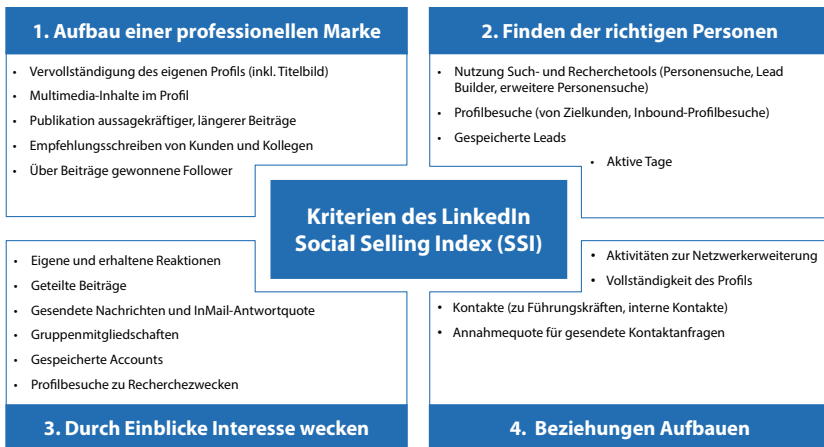 1. Aufbau einer professionellen Marke
• Vervollständigung des eigenen Profils (inkl. Titelbild)
• Multimedia-Inhalte im Profil
• Publikation aussagekräftiger, längerer Beiträge
• Empfehlungsschreiben von Kunden und Kollegen
• Über Beiträge gewonnene Follower
2. Finden der richtigen Personen
• Nutzung Such- und Recherchetools (Personensuche, Lead
Builder, erweitere Personensuche)
• Profilbesuche (von Zielkunden, Inbound-Profilbesuche)
• Gespeicherte Leads
• Aktive Tage
Kriterien des LinkedIn
Social Selling Index (SSI)
• Eigene und erhaltene Reaktionen
• Geteilte Beiträge
• Gesendete Nachrichten und InMail-Antwortquote
• Gruppenmitgliedschaften
• Gespeicherte Accounts
• Profilbesuche zu Recherchezwecken
3. Durch Einblicke Interesse wecken
• Aktivitäten zur Netzwerkerweiterung
• Vollständigkeit des Profils
• Kontakte (zu Führungskräften, interne Kontakte)
• Annahmequote für gesendete Kontaktanfragen
4. Beziehungen Aufbauen